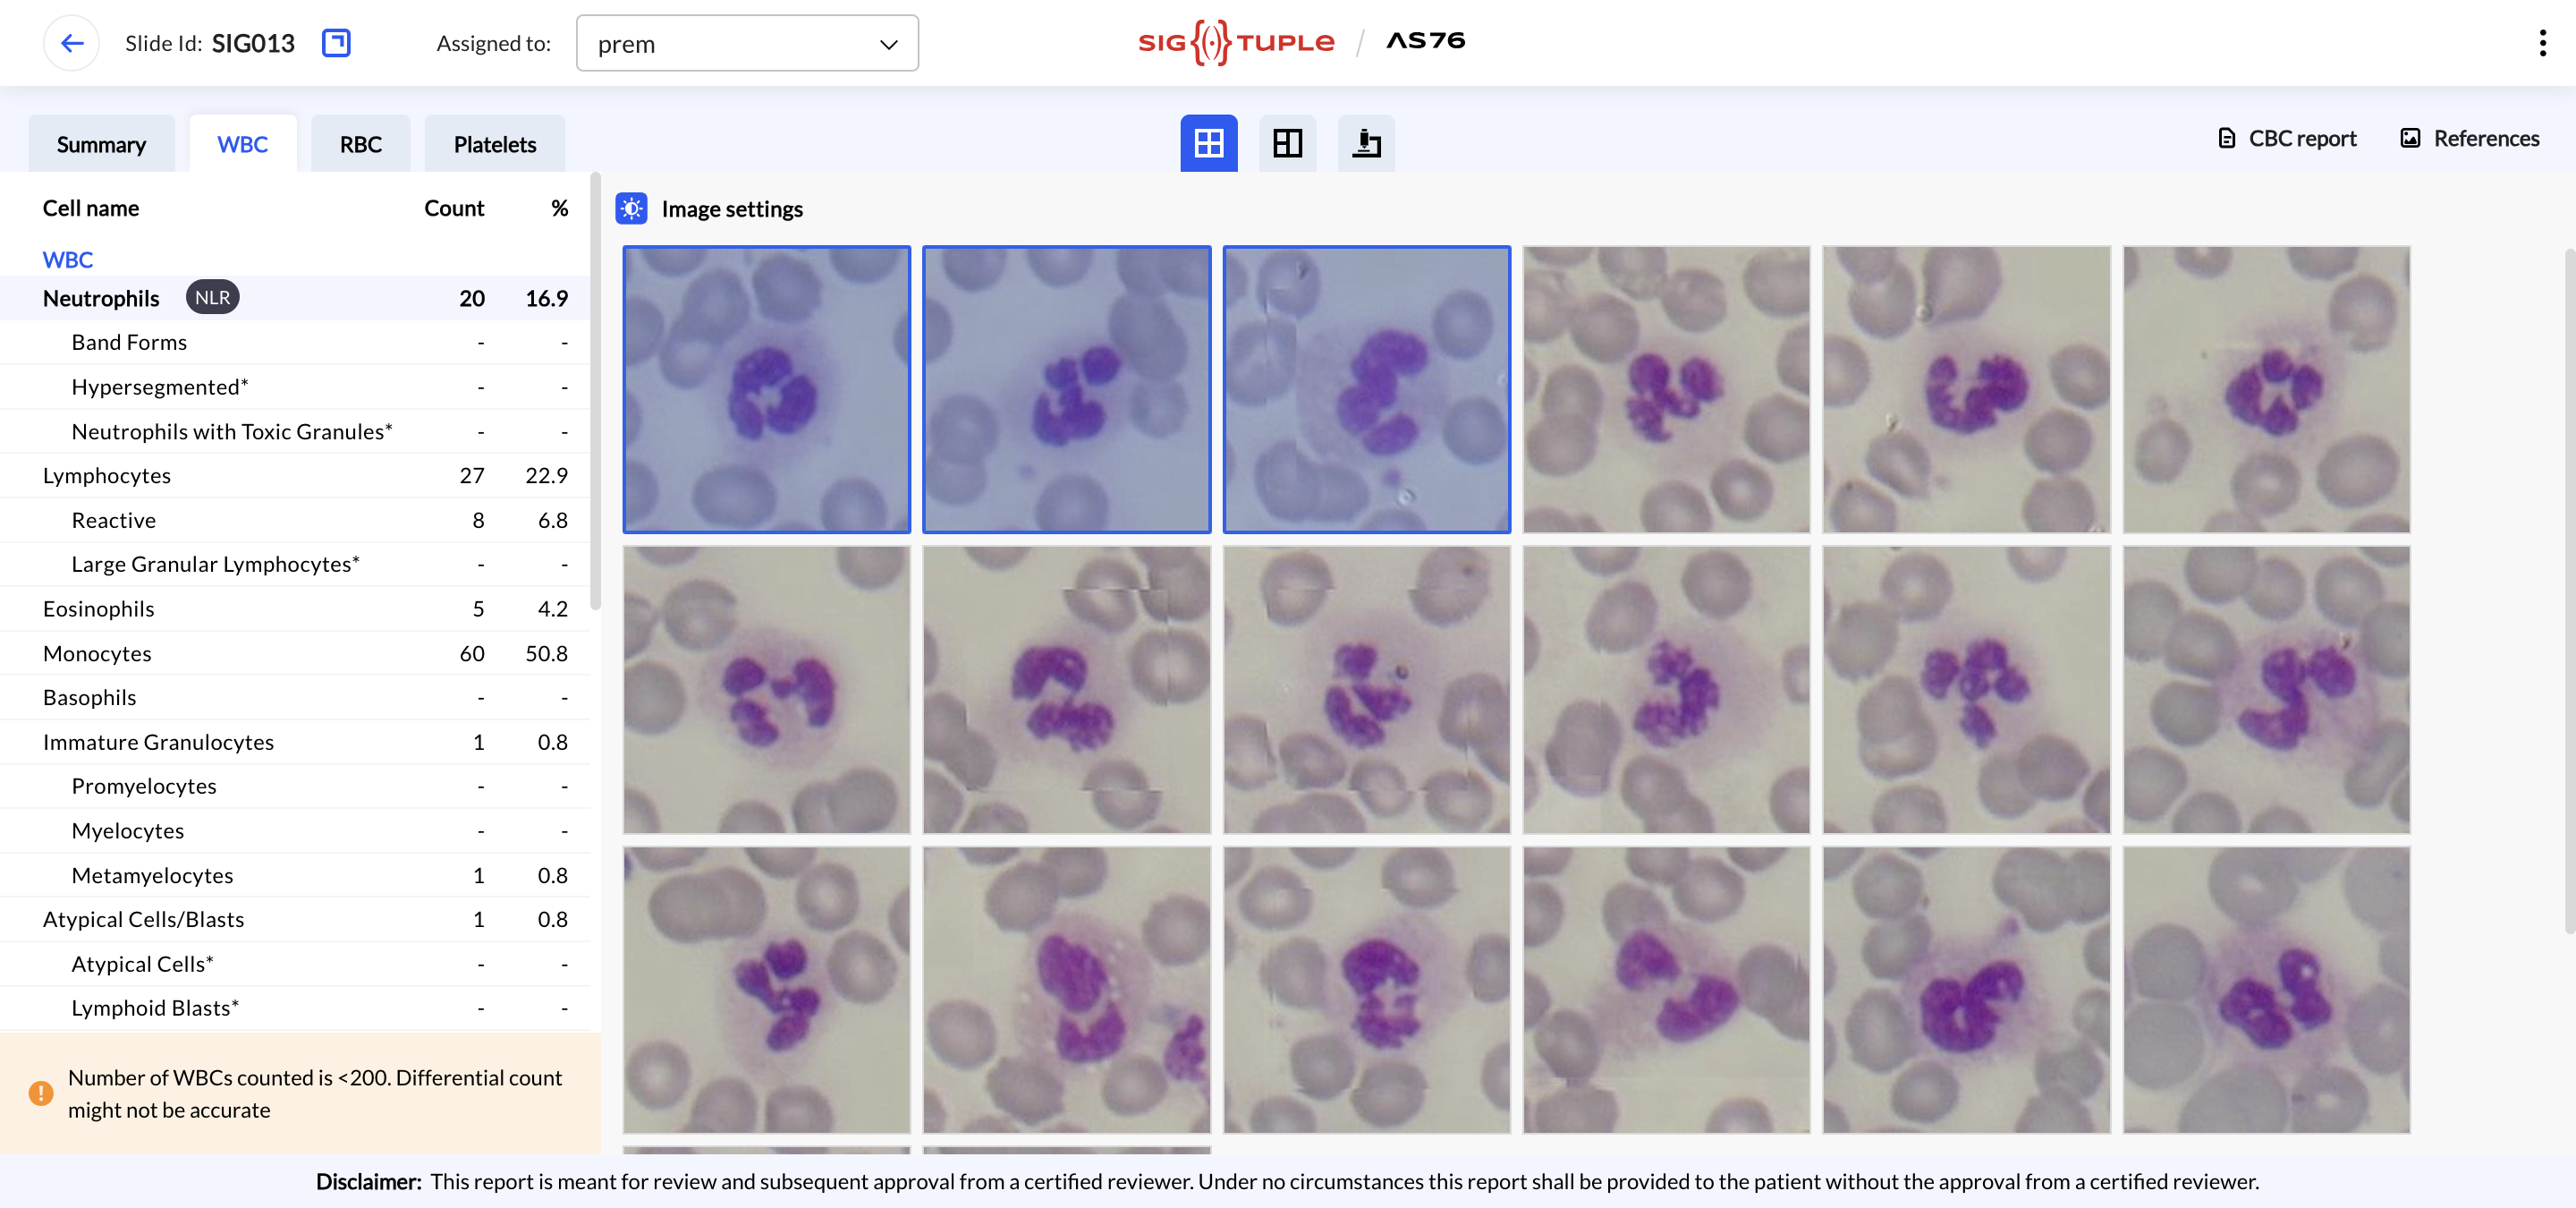 Slide Id: SIG013 Assigned to: prem SIG TUPLE / AS76
Summary WBC RBC Platelets CBC report References
Cell name Count %
WBC
Neutrophils NLR 20 16.9
Band Forms - -
Hypersegmented* - -
Neutrophils with Toxic Granules* - -
Lymphocytes 27 22.9
Reactive 8 6.8
Large Granular Lymphocytes* - -
Eosinophils 5 4.2
Monocytes 60 50.8
Basophils - -
Immature Granulocytes 1 0.8
Promyelocytes - -
Myelocytes - -
Metamyelocytes 1 0.8
Atypical Cells/Blasts 1 0.8
Atypical Cells* - -
Lymphoid Blasts* - -
Number of WBCs counted is <200. Differential count
might not be accurate
Image settings
Disclaimer: This report is meant for review and subsequent approval from a certified reviewer. Under no circumstances this report shall be provided to the patient without the approval from a certified reviewer.